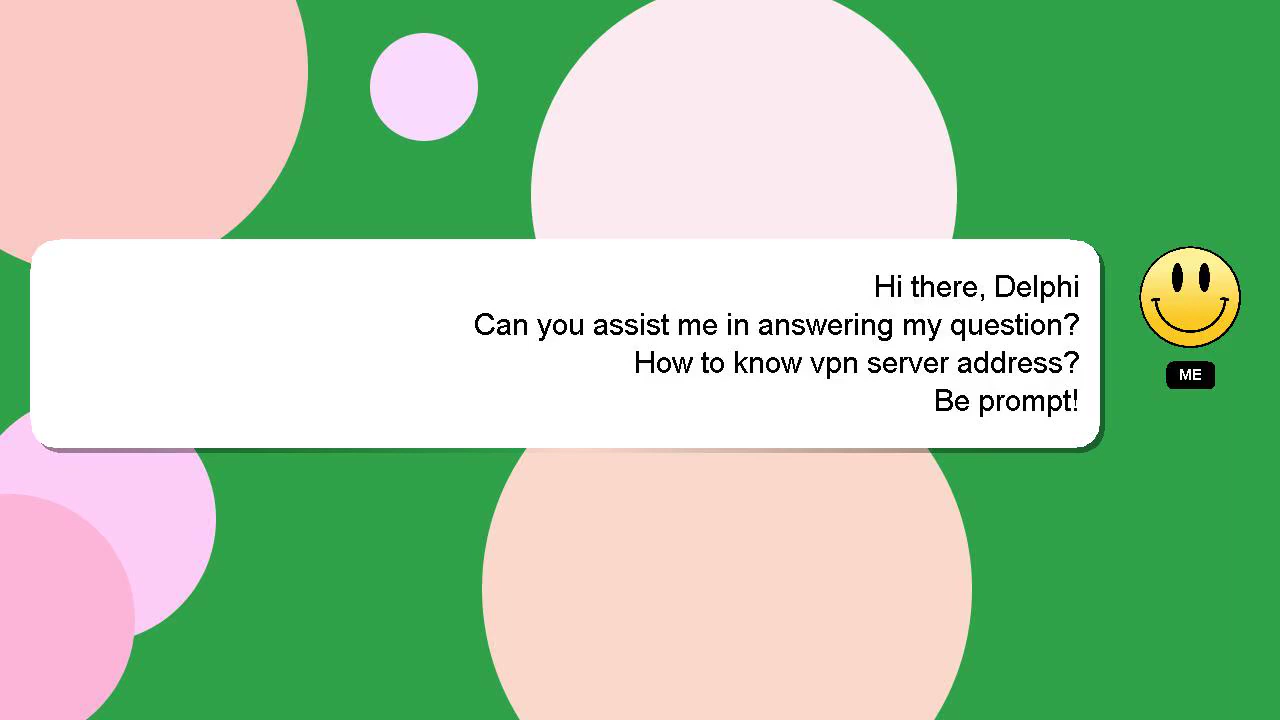 Hi there, Delphi
Can you assist me in answering my question?
How to know vpn server address?
Be prompt!
ME